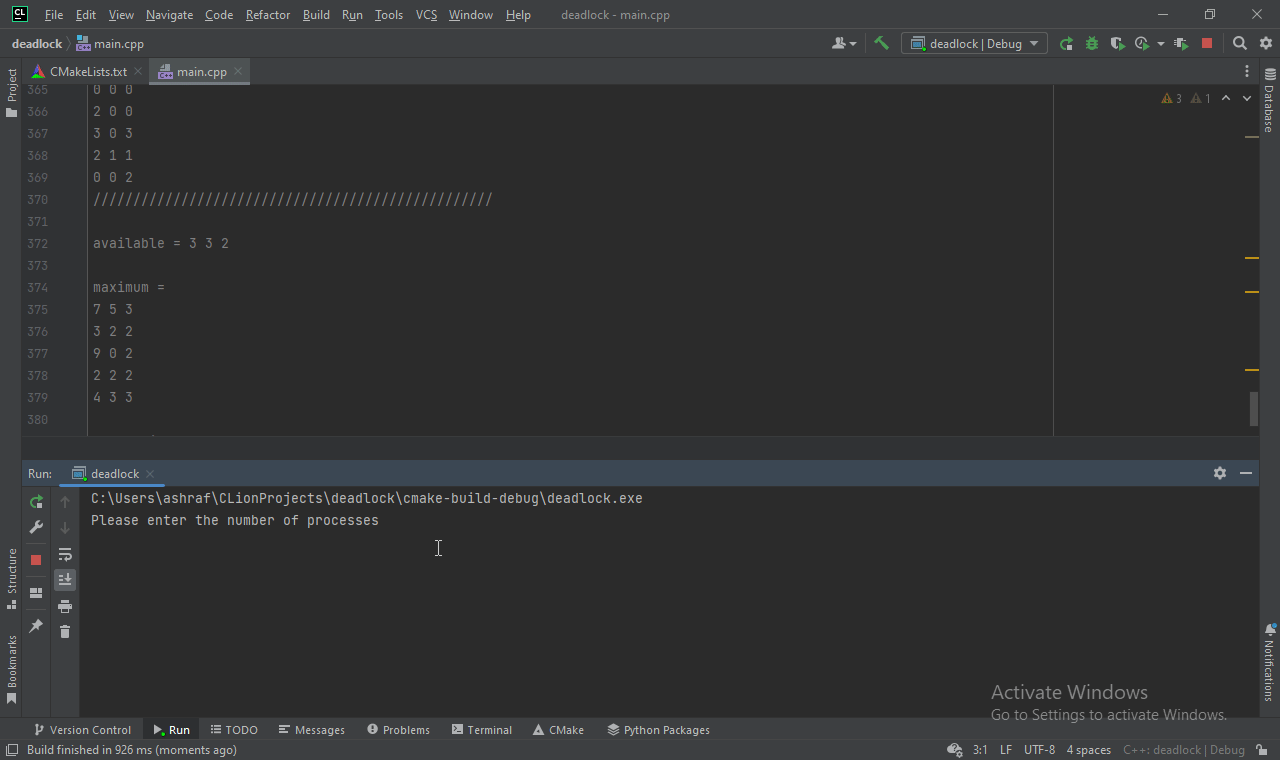 CL File Edit View Navigate Code Refactor Build Run Tools VCS Window Help deadlock - main.cpp
deadlock main.cpp deadlock | Debug
Project CMakeLists.txt main.cpp
365 0 0 0
366 2 0 0
367 3 0 3
368 2 1 1
369 0 0 2
370 //////////////////////////////////////////////////
371
372 available = 3 3 2
373
374 maximum =
375 7 5 3
376 3 2 2
377 9 0 2
378 2 2 2
379 4 3 3
380
3 1
Database
Run: deadlock
C:\Users\ashraf\CLionProjects\deadlock\cmake-build-debug\deadlock.exe
Please enter the number of processes
Structure
Bookmarks
Notifications
Activate Windows
Go to Settings to activate Windows.
Version Control Run TODO Messages Problems Terminal CMake Python Packages
Build finished in 926 ms (moments ago) 3:1 LF UTF-8 4 spaces C++: deadlock | Debug